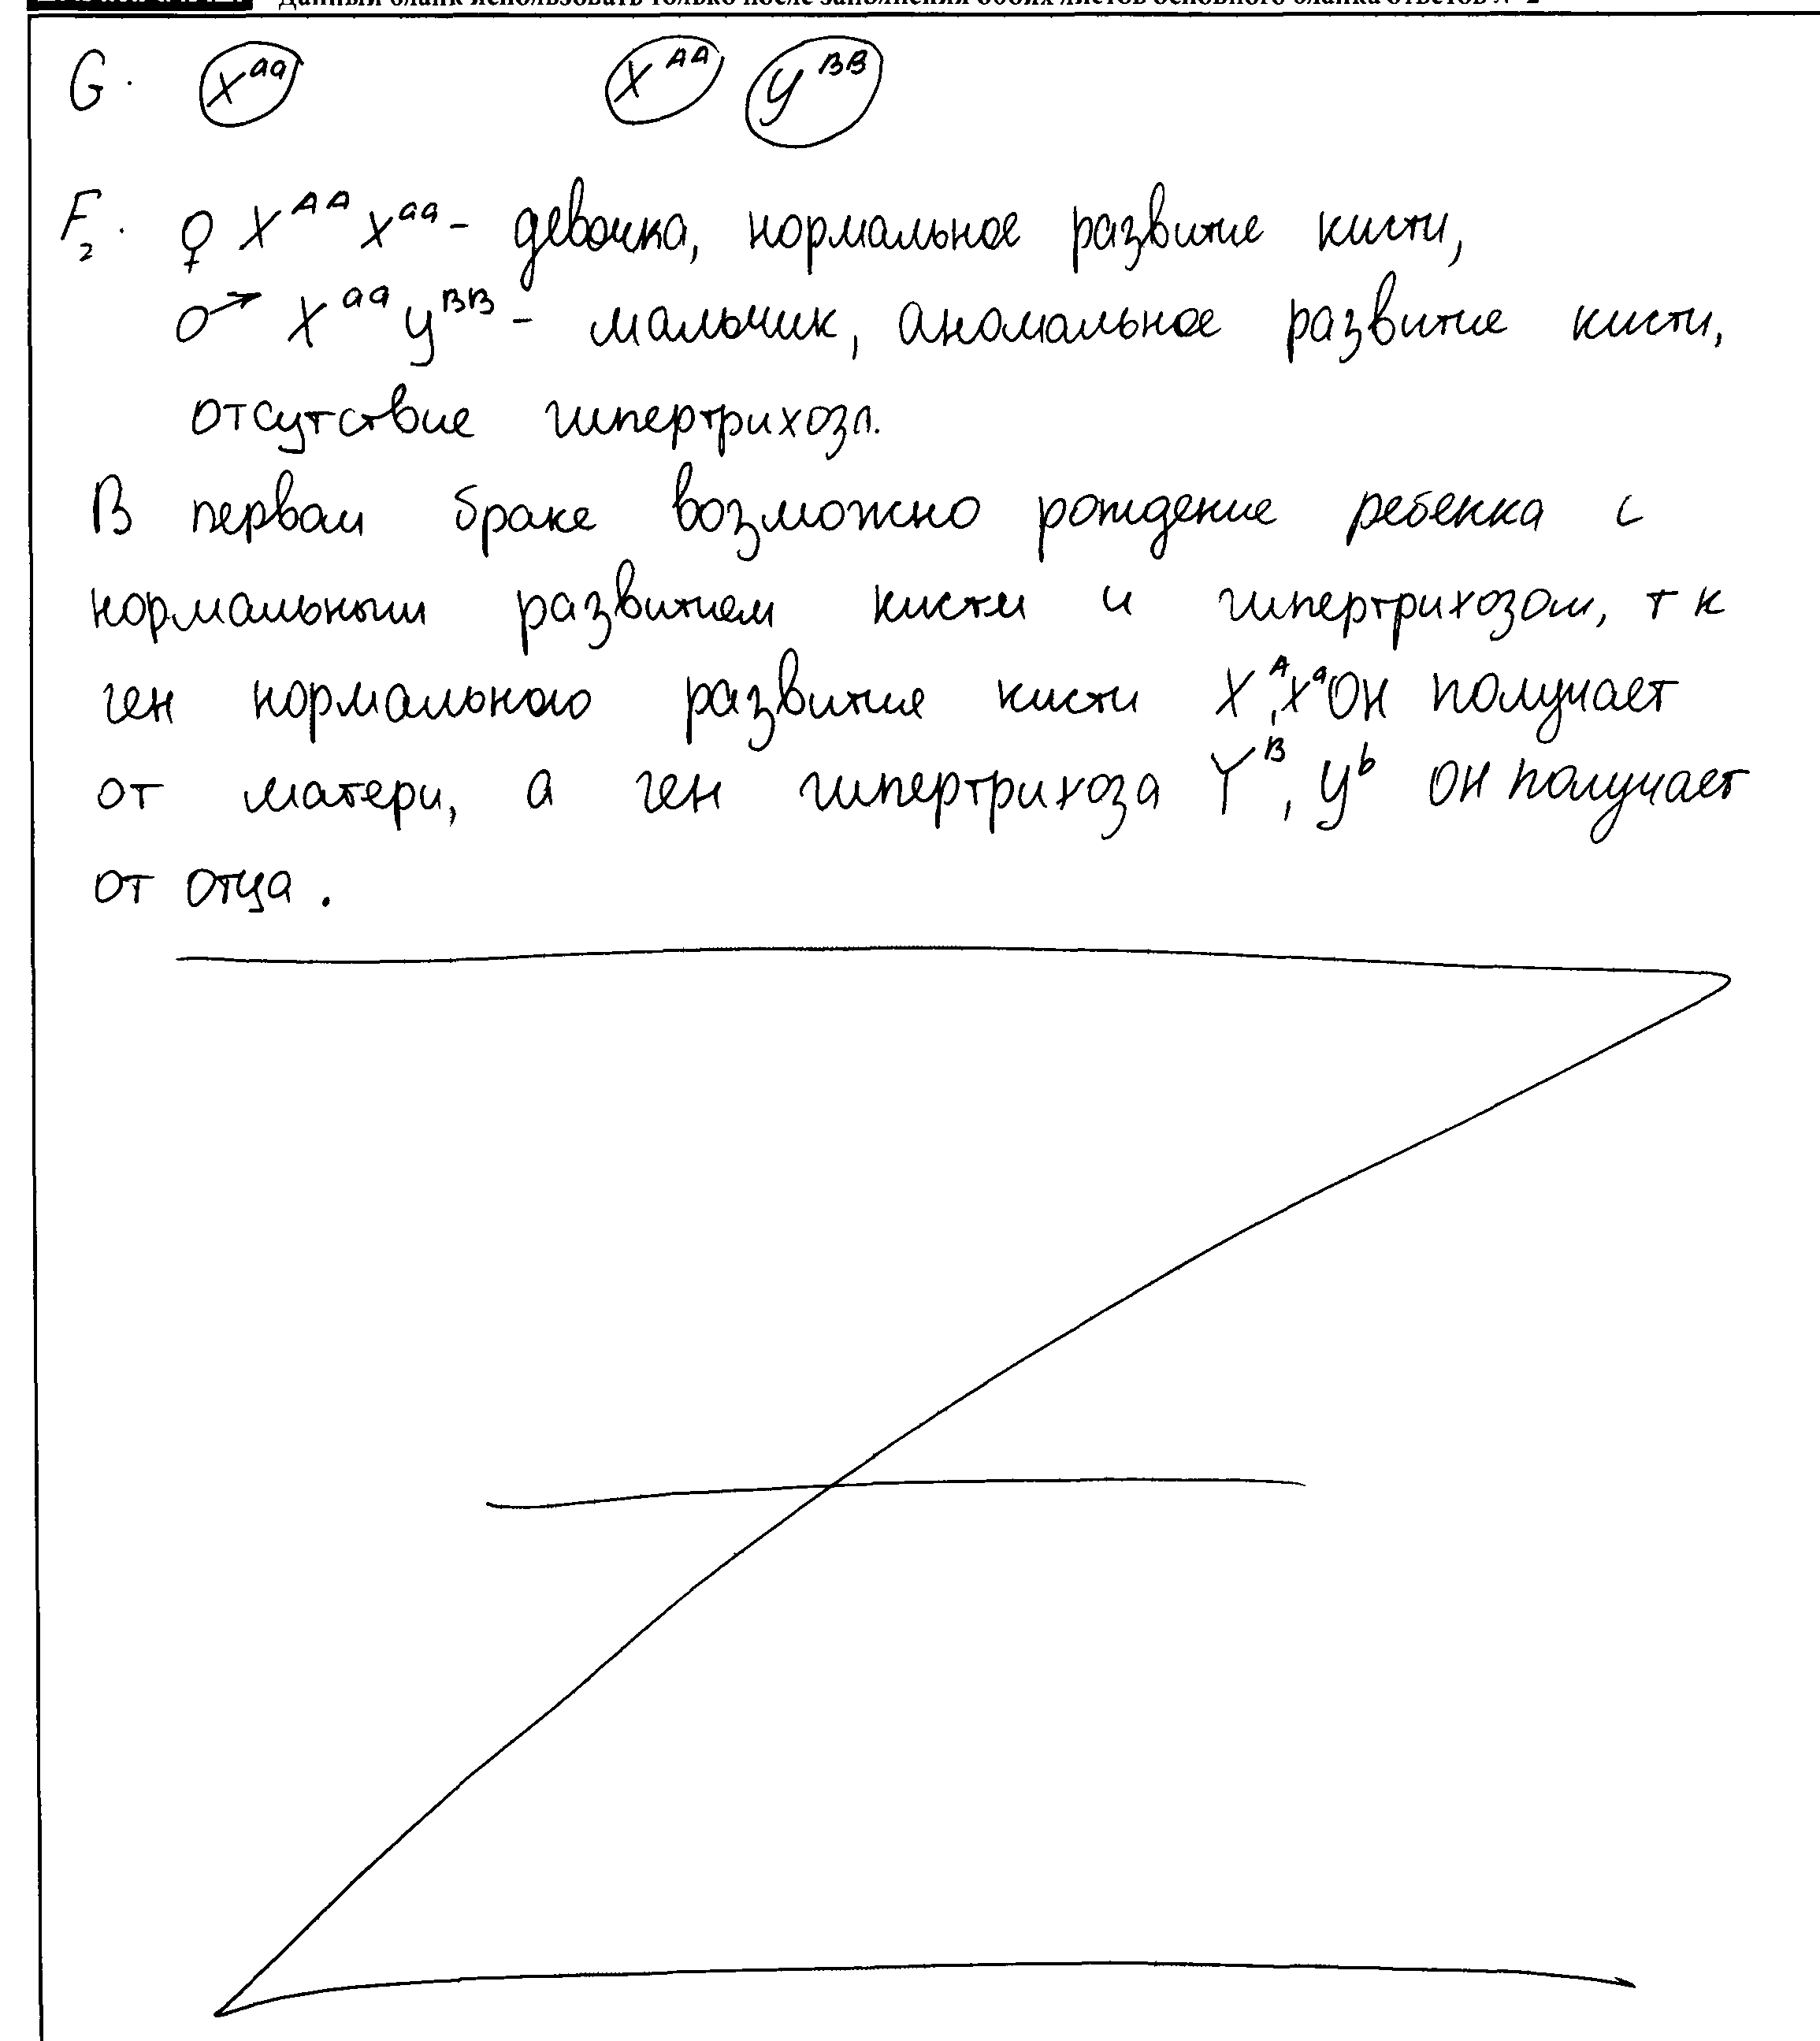 Данный бланк использовать только после заполнения обоих листов основного бланка ответов № 2
G. X^aa X^AA Y^BB
F₂. ♀ X^AA X^aa - девочка, нормальное развитие кисти,
♂ X^aa Y^BB - мальчик, аномальное развитие кисти,
отсутствие гипертрихоза.
В первом браке возможно рождение ребенка с
нормальным развитием кисти и гипертрихозом, т к
ген нормального развития кисти X^A, X^a он получает
от матери, а ген гипертрихоза Y^B, Y^b он получает
от отца.